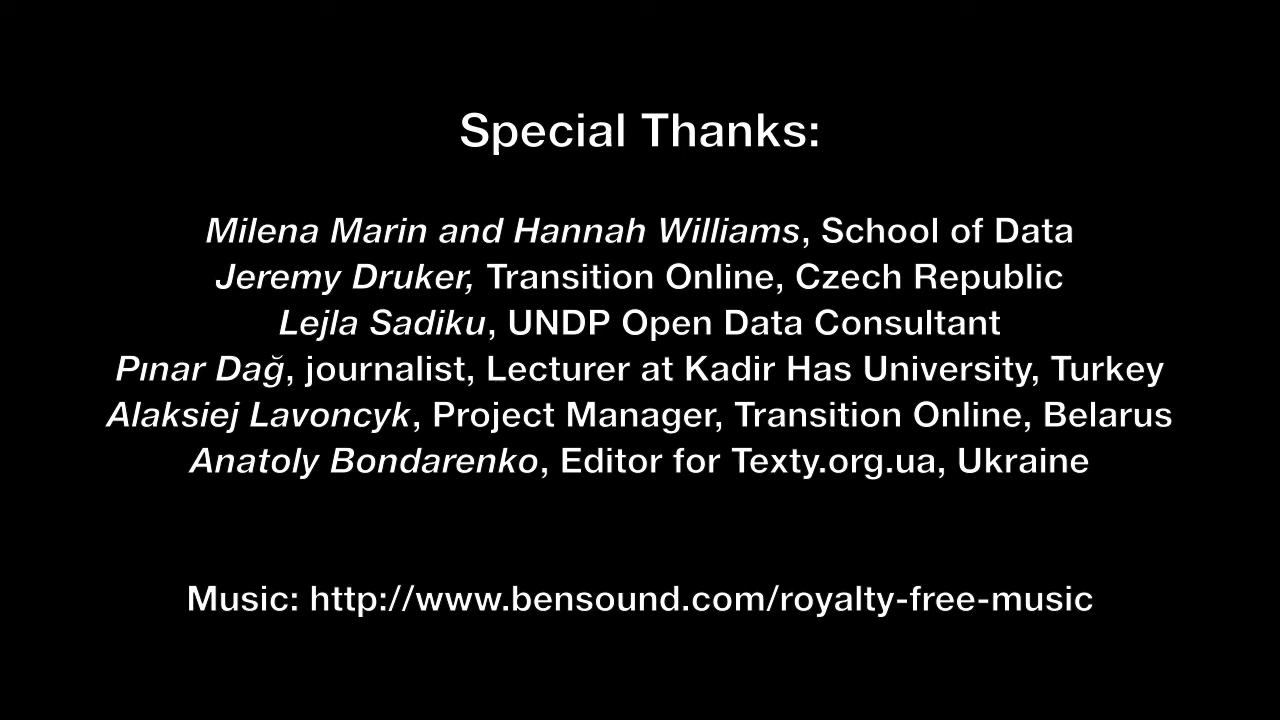 Special Thanks:
Milena Marin and Hannah Williams, School of Data
Jeremy Druker, Transition Online, Czech Republic
Lejla Sadiku, UNDP Open Data Consultant
Pınar Dağ, journalist, Lecturer at Kadir Has University, Turkey
Alaksiej Lavoncyk, Project Manager, Transition Online, Belarus
Anatoly Bondarenko, Editor for Texty.org.ua, Ukraine
Music: http://www.bensound.com/royalty-free-music